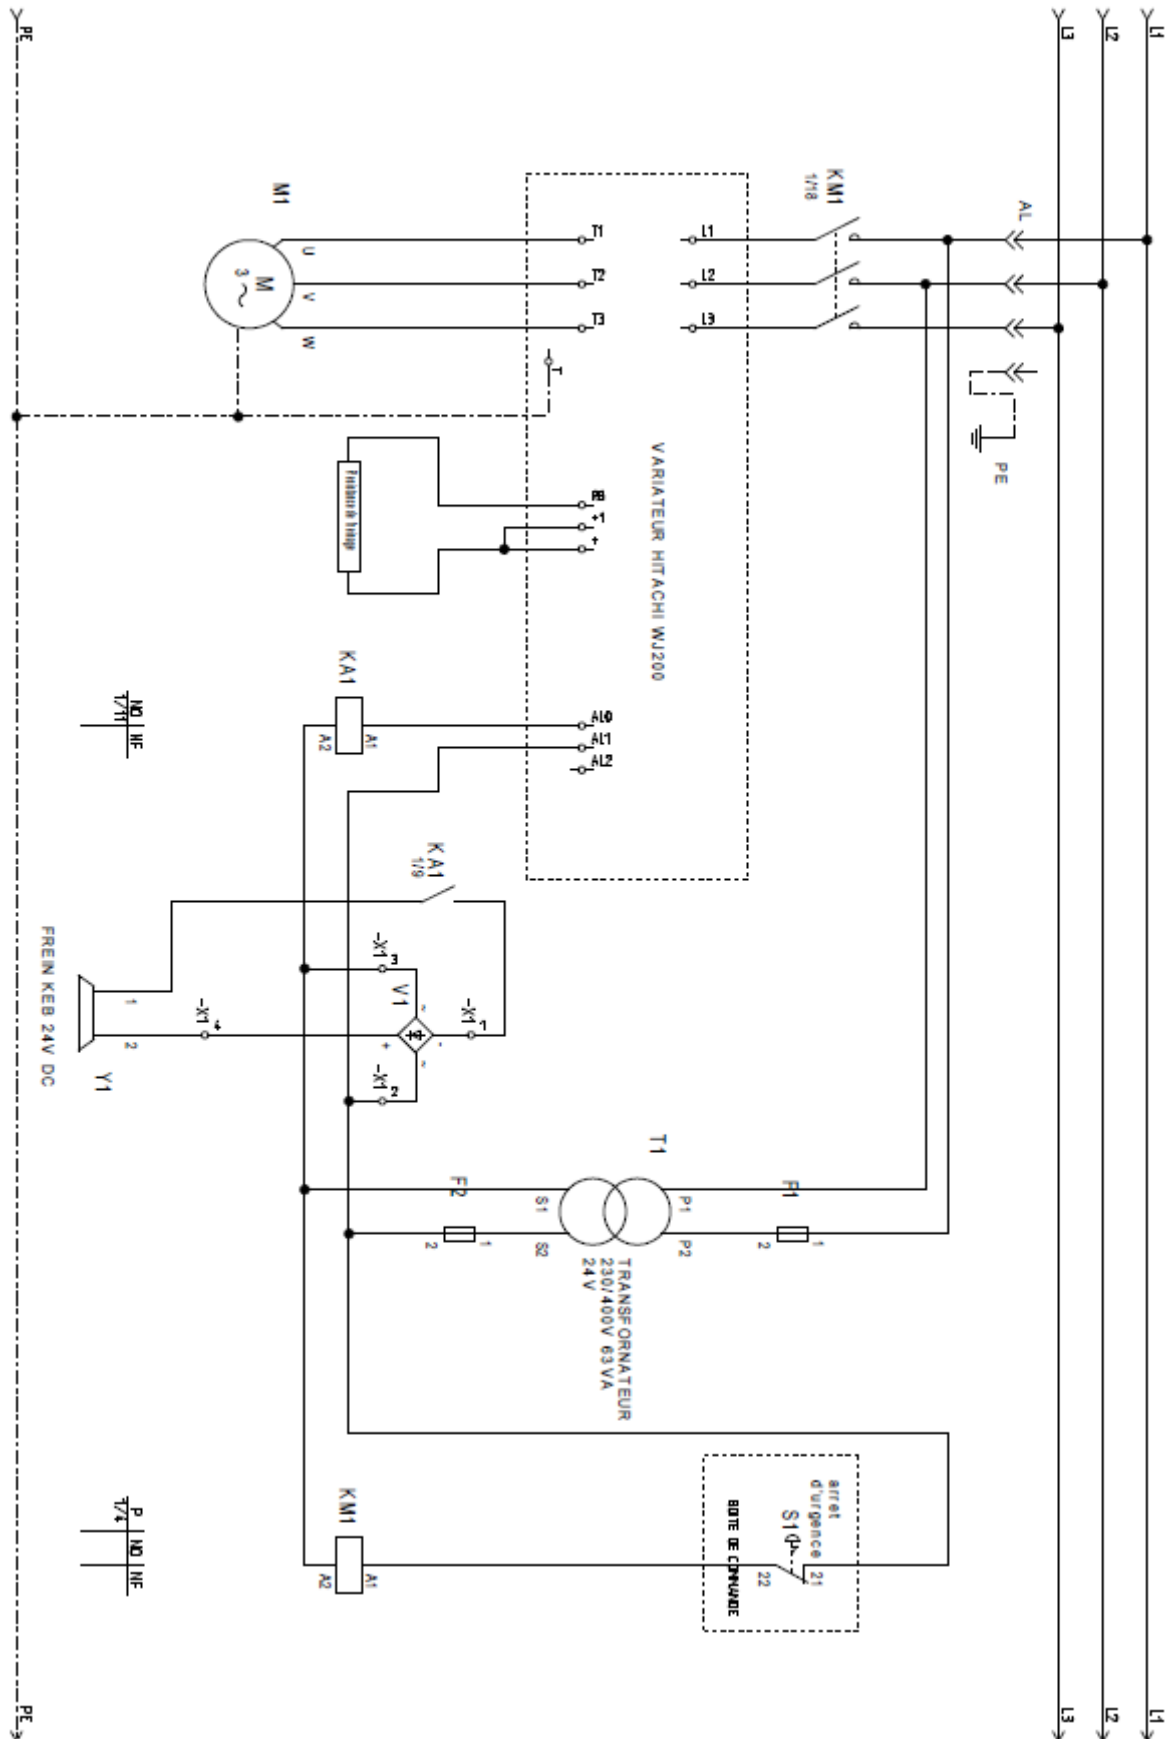 L1
L2
L3
AL
PE
KM1
1/18
L1
L2
L3
VARIATEUR HITACHI WJ200
T1
T2
T3
T
PB
+1
+
AL0
AL1
AL2
U
V
W
M1
M
3~
Résistance de freinage
KA1
A1
A2
NO NF
1/11
KA1
1/9
-X1 1
-X1 2
-X1 3
-X1 4
V1
~
~
-
+
1
2
Y1
FREIN KEB 24V DC
F1
1
2
T1
P1
P2
S1
S2
TRANSFORNATEUR
230/400V 63VA
24V
F2
1
2
arret
d'urgence
S1
21
22
BOITE DE COMMANDE
KM1
A1
A2
P NO NF
1/4
PE
PE
L1
L2
L3